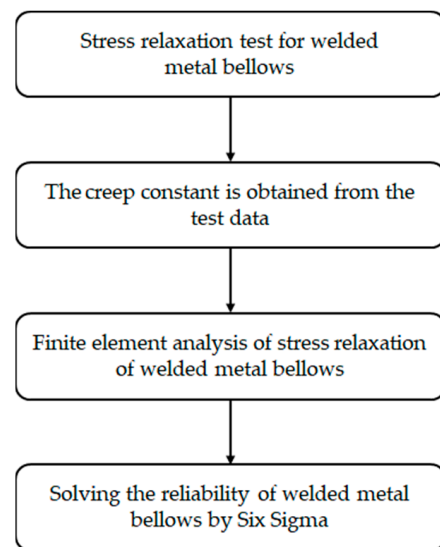 Stress relaxation test for welded
metal bellows
The creep constant is obtained from the
test data
Finite element analysis of stress relaxation
of welded metal bellows
Solving the reliability of welded metal
bellows by Six Sigma